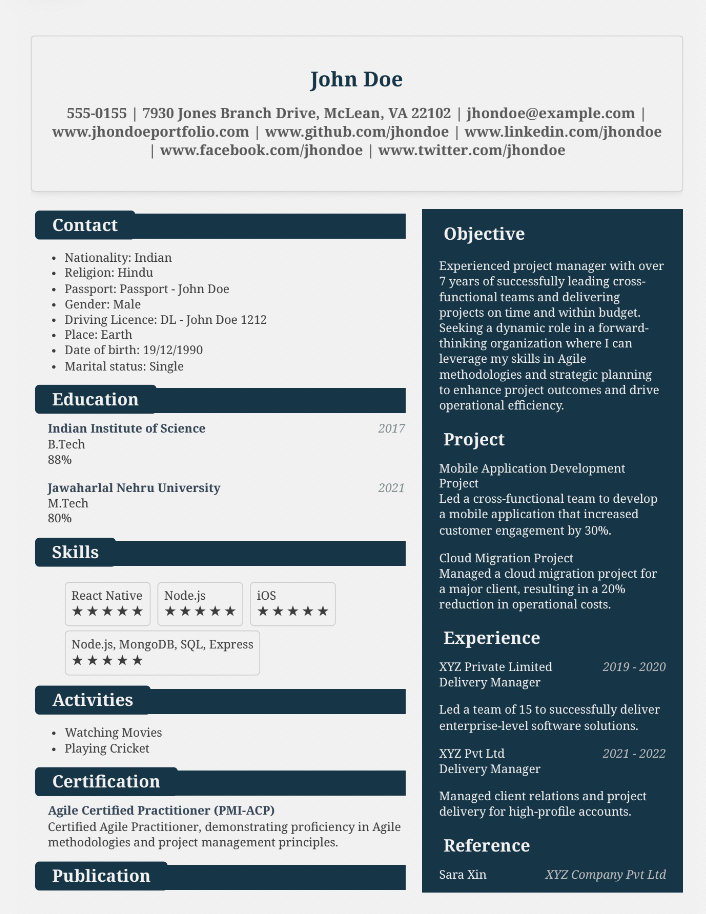 John Doe
555-0155 | 7930 Jones Branch Drive, McLean, VA 22102 | jhondoe@example.com |
www.jhondoeportfolio.com | www.github.com/jhondoe | www.linkedin.com/jhondoe
| www.facebook.com/jhondoe | www.twitter.com/jhondoe
Contact
• Nationality: Indian
• Religion: Hindu
• Passport: Passport - John Doe
• Gender: Male
• Driving Licence: DL - John Doe 1212
• Place: Earth
• Date of birth: 19/12/1990
• Marital status: Single
Education
Indian Institute of Science 2017
B.Tech
88%
Jawaharlal Nehru University 2021
M.Tech
80%
Skills
React Native Node.js iOS
★★★★★ ★★★★★ ★★★★★
Node.js, MongoDB, SQL, Express
★★★★★
Activities
• Watching Movies
• Playing Cricket
Certification
Agile Certified Practitioner (PMI-ACP)
Certified Agile Practitioner, demonstrating proficiency in Agile
methodologies and project management principles.
Publication
Objective
Experienced project manager with over
7 years of successfully leading cross-
functional teams and delivering
projects on time and within budget.
Seeking a dynamic role in a forward-
thinking organization where I can
leverage my skills in Agile
methodologies and strategic planning
to enhance project outcomes and drive
operational efficiency.
Project
Mobile Application Development
Project
Led a cross-functional team to develop
a mobile application that increased
customer engagement by 30%.
Cloud Migration Project
Managed a cloud migration project for
a major client, resulting in a 20%
reduction in operational costs.
Experience
XYZ Private Limited 2019 - 2020
Delivery Manager
Led a team of 15 to successfully deliver
enterprise-level software solutions.
XYZ Pvt Ltd 2021 - 2022
Delivery Manager
Managed client relations and project
delivery for high-profile accounts.
Reference
Sara Xin XYZ Company Pvt Ltd